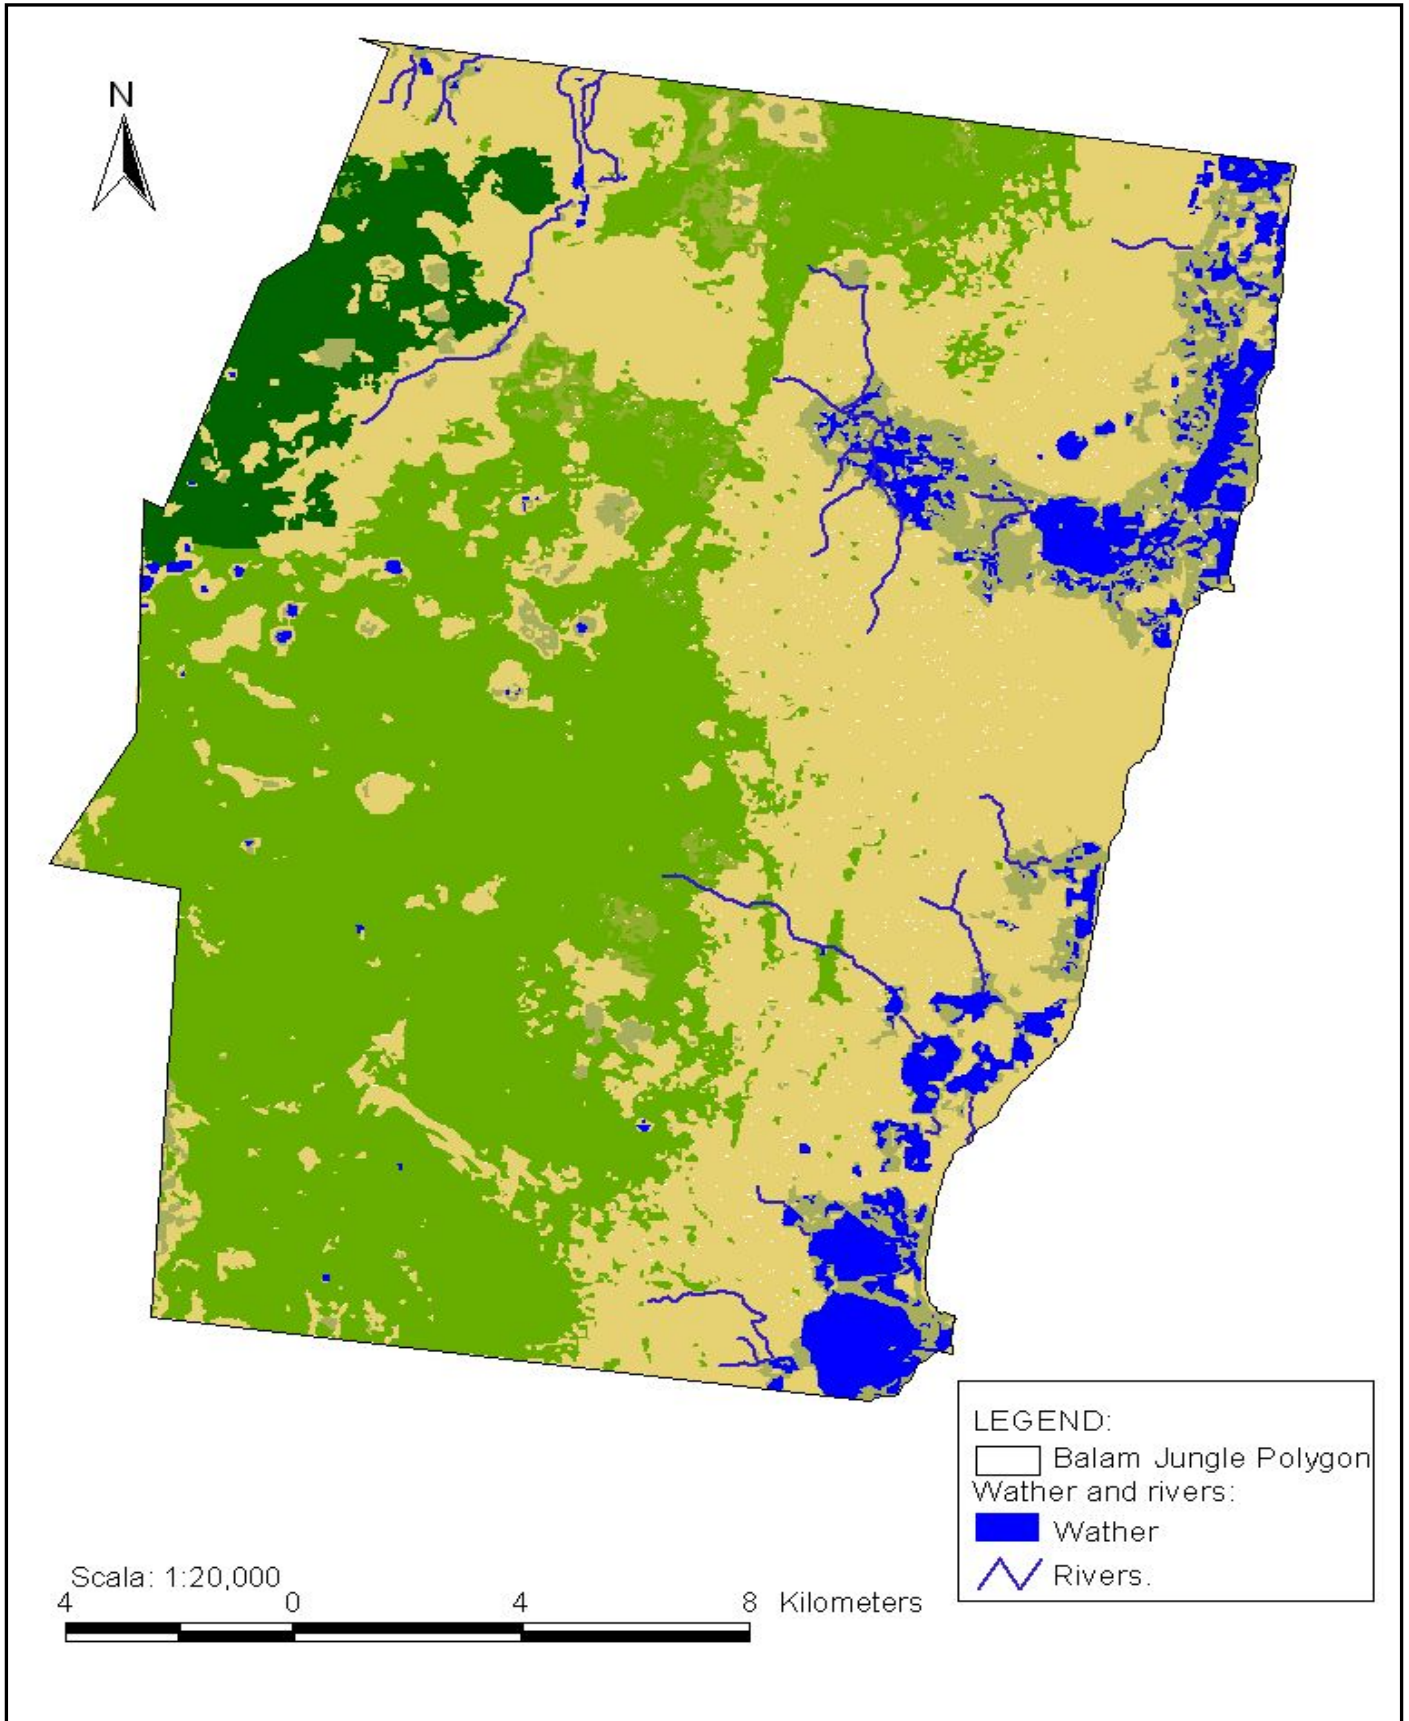 N
LEGEND:
Balam Jungle Polygon
Wather and rivers:
Wather
Rivers.
Scala: 1:20,000
4 0 4 8 Kilometers